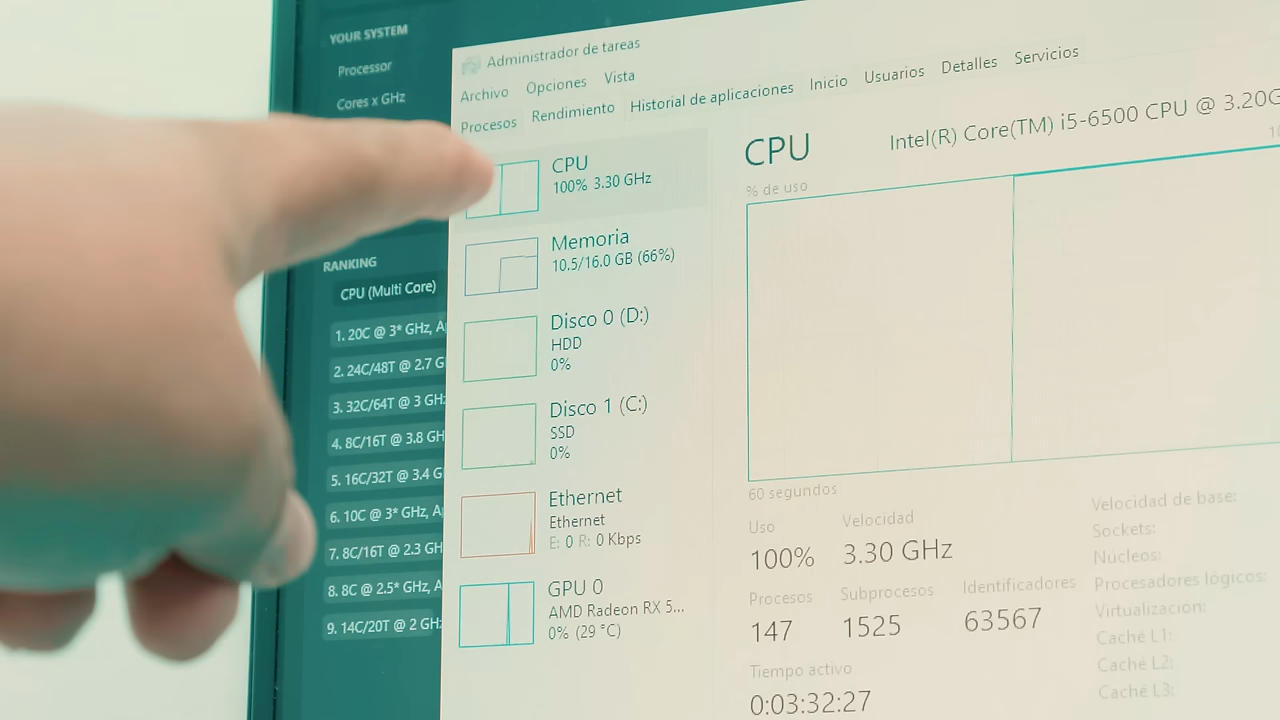 YOUR SYSTEM
Processor
Cores x GHz
RANKING
CPU (Multi Core)
1. 20C @ 3* GHz, A
2. 24C/48T @ 2.7 G
3. 32C/64T @ 3 GHz
4. 8C/16T @ 3.8 GH
5. 16C/32T @ 3.4 G
6. 10C @ 3* GHz, A
7. 8C/16T @ 2.3 GH
8. 8C @ 2.5* GHz, A
9. 14C/20T @ 2 GHz
Administrador de tareas
Archivo Opciones Vista
Procesos Rendimiento Historial de aplicaciones Inicio Usuarios Detalles Servicios
CPU
100% 3.30 GHz
Memoria
10.5/16.0 GB (66%)
Disco 0 (D:)
HDD
0%
Disco 1 (C:)
SSD
0%
Ethernet
Ethernet
E: 0 R: 0 Kbps
GPU 0
AMD Radeon RX 5...
0% (29 °C)
CPU Intel(R) Core(TM) i5-6500 CPU @ 3.20G
% de uso
60 segundos
Uso Velocidad
100% 3.30 GHz
Procesos Subprocesos Identificadores
147 1525 63567
Tiempo activo
0:03:32:27
Velocidad de base:
Sockets:
Núcleos:
Procesadores lógicos:
Virtualización:
Caché L1:
Caché L2:
Caché L3: